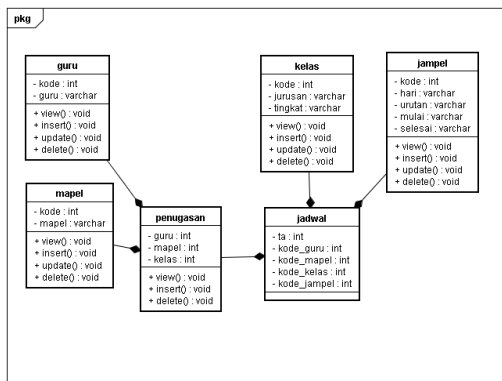 pkg
guru
- kode : int
- guru : varchar
+ view() : void
+ insert() : void
+ update() : void
+ delete() : void
kelas
- kode : int
- jurusan : varchar
- tingkat : varchar
+ view() : void
+ insert() : void
+ update() : void
+ delete() : void
jampel
- kode : int
- hari : varchar
- urutan : varchar
- mulai : varchar
- selesai : varchar
+ view() : void
+ insert() : void
+ update() : void
+ delete() : void
mapel
- kode : int
- mapel : varchar
+ view() : void
+ insert() : void
+ update() : void
+ delete() : void
penugasan
- guru : int
- mapel : int
- kelas : int
+ view() : void
+ insert() : void
+ delete() : void
jadwal
- ta : int
- kode_guru : int
- kode_mapel : int
- kode_kelas : int
- kode_jampel : int